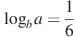 log_b a = 1/6